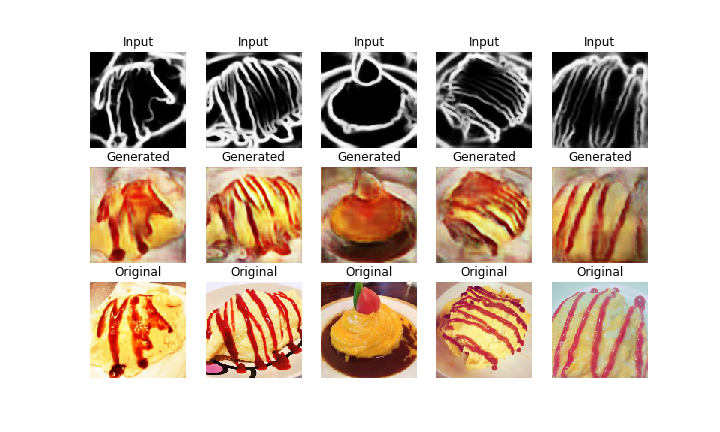 Input Input Input Input Input
Generated Generated Generated Generated Generated
Original Original Original Original Original